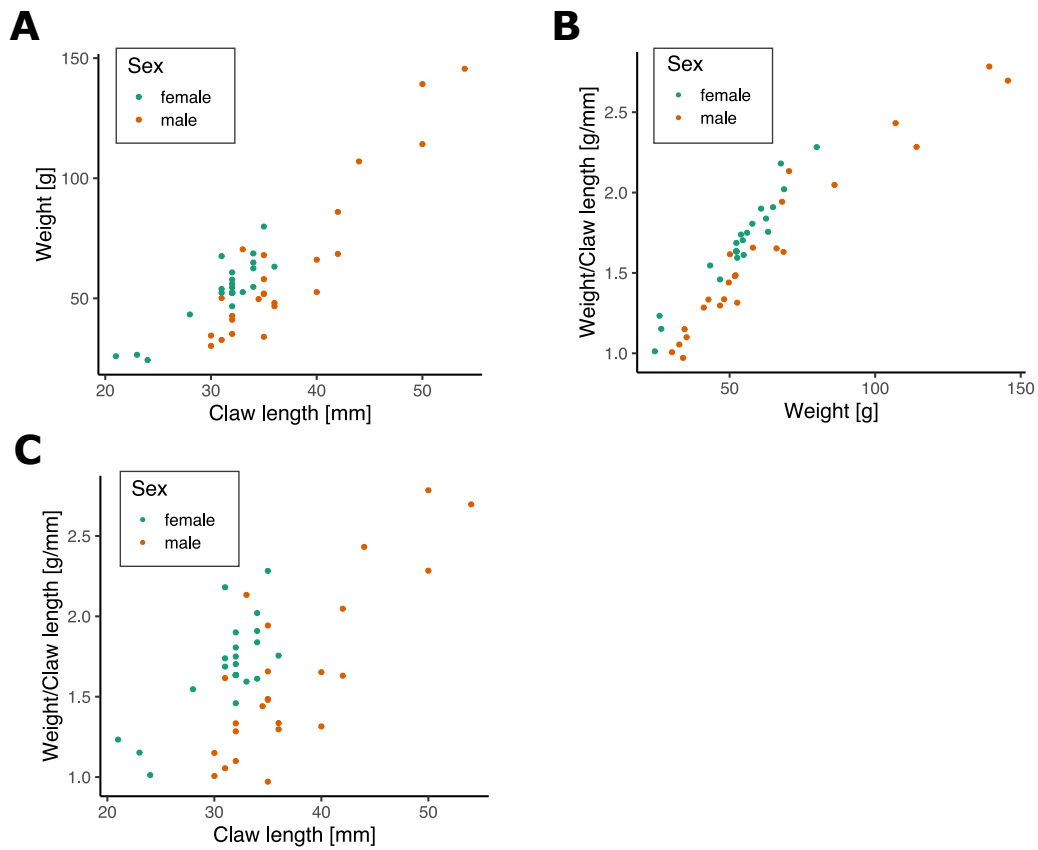 A
Sex
female
male
Weight [g]
150
100
50
20
30
40
50
Claw length [mm]
B
Sex
female
male
Weight/Claw length [g/mm]
2.5
2.0
1.5
1.0
50
100
150
Weight [g]
C
Sex
female
male
Weight/Claw length [g/mm]
2.5
2.0
1.5
1.0
20
30
40
50
Claw length [mm]